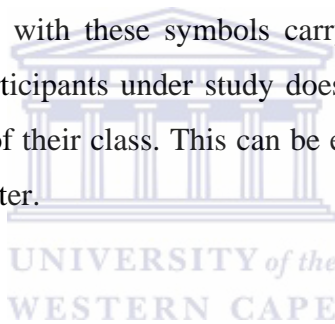 with these symbols carr
ticipants under study does
of their class. This can be e
ter.
UNIVERSITY of the
WESTERN CAPE